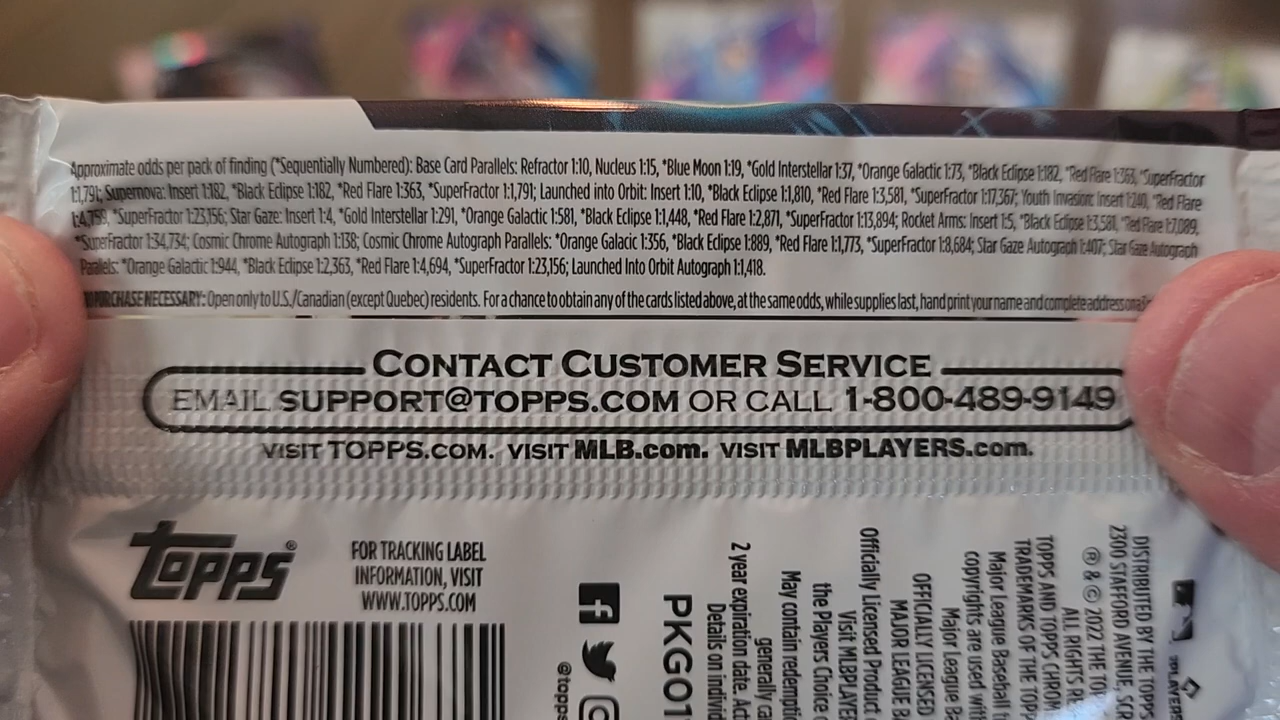 Approximate odds per pack of finding (*Sequentially Numbered): Base Card Parallels: Refractor 1:10, Nucleus 1:15, *Blue Moon 1:19, *Gold Interstellar 1:37, *Orange Galactic 1:73, *Black Eclipse 1:182, *Red Flare 1:363, *SuperFractor
1:1,791; Supernova: Insert 1:182, *Black Eclipse 1:182, *Red Flare 1:363, *SuperFractor 1:1,791; Launched into Orbit: Insert 1:10, *Black Eclipse 1:1,810, *Red Flare 1:3,581, *SuperFractor 1:17,367; Youth Invasion: Insert 1:240, *Red Flare
1:4,759, *SuperFractor 1:23,156; Star Gaze: Insert 1:4, *Gold Interstellar 1:291, *Orange Galactic 1:581, *Black Eclipse 1:1,448, *Red Flare 1:2,871, *SuperFractor 1:13,894; Rocket Arms: Insert 1:5, *Black Eclipse 1:3,581, *Red Flare 1:7,089,
*SuperFractor 1:34,734; Cosmic Chrome Autograph 1:138; Cosmic Chrome Autograph Parallels: *Orange Galacic 1:356, *Black Eclipse 1:889, *Red Flare 1:1,773, *SuperFractor 1:8,684; Star Gaze Autograph 1:407; Star Gaze Autograph
*Orange Galactic 1:944, *Black Eclipse 1:2,363, *Red Flare 1:4,694, *SuperFractor 1:23,156; Launched Into Orbit Autograph 1:1,418.
PURCHASE NECESSARY: Open only to U.S./Canadian (except Quebec) residents. For a chance to obtain any of the cards listed above, at the same odds, while supplies last, hand print your name and complete address on a
CONTACT CUSTOMER SERVICE
EMAIL SUPPORT@TOPPS.COM OR CALL 1-800-489-9149
VISIT TOPPS.COM. VISIT MLB.com. VISIT MLBPLAYERS.com.
Topps®
FOR TRACKING LABEL
INFORMATION, VISIT
WWW.TOPPS.COM
@topps
PKG01
2 year expiration date.
Details on
May contain
generally
Officially Licensed Product
Visit
the Players Choice
OFFICIALLY LICENSED
MAJOR LEAGUE
Major League Baseball
copyrights are used with
Major League
TOPPS AND TOPPS
TRADEMARKS OF THE
® & © 2022 THE
ALL RIGHTS
DISTRIBUTED BY THE TOPPS
2300 STAFFORD AVENUE,